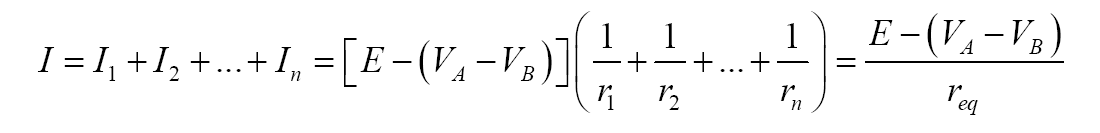 I = I₁ + I₂ + ... + Iₙ = [E − (V_A − V_B)](1/r₁ + 1/r₂ + ... + 1/rₙ) = (E − (V_A − V_B))/r_eq